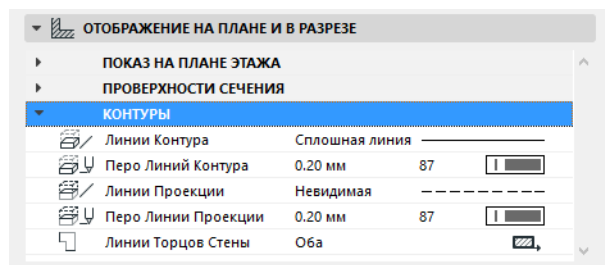 ОТОБРАЖЕНИЕ НА ПЛАНЕ И В РАЗРЕЗЕ
ПОКАЗ НА ПЛАНЕ ЭТАЖА
ПРОВЕРХНОСТИ СЕЧЕНИЯ
КОНТУРЫ
Линии Контура Сплошная линия
Перо Линий Контура 0.20 мм 87
Линии Проекции Невидимая
Перо Линии Проекции 0.20 мм 87
Линии Торцов Стены Оба